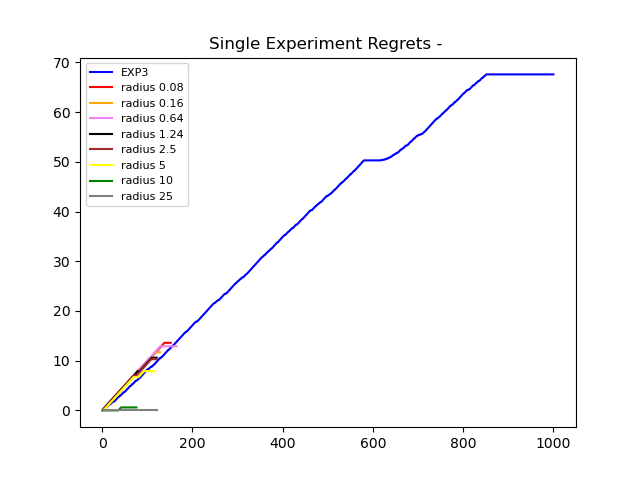 Single Experiment Regrets -
EXP3
radius 0.08
radius 0.16
radius 0.64
radius 1.24
radius 2.5
radius 5
radius 10
radius 25
70
60
50
40
30
20
10
0
0 200 400 600 800 1000